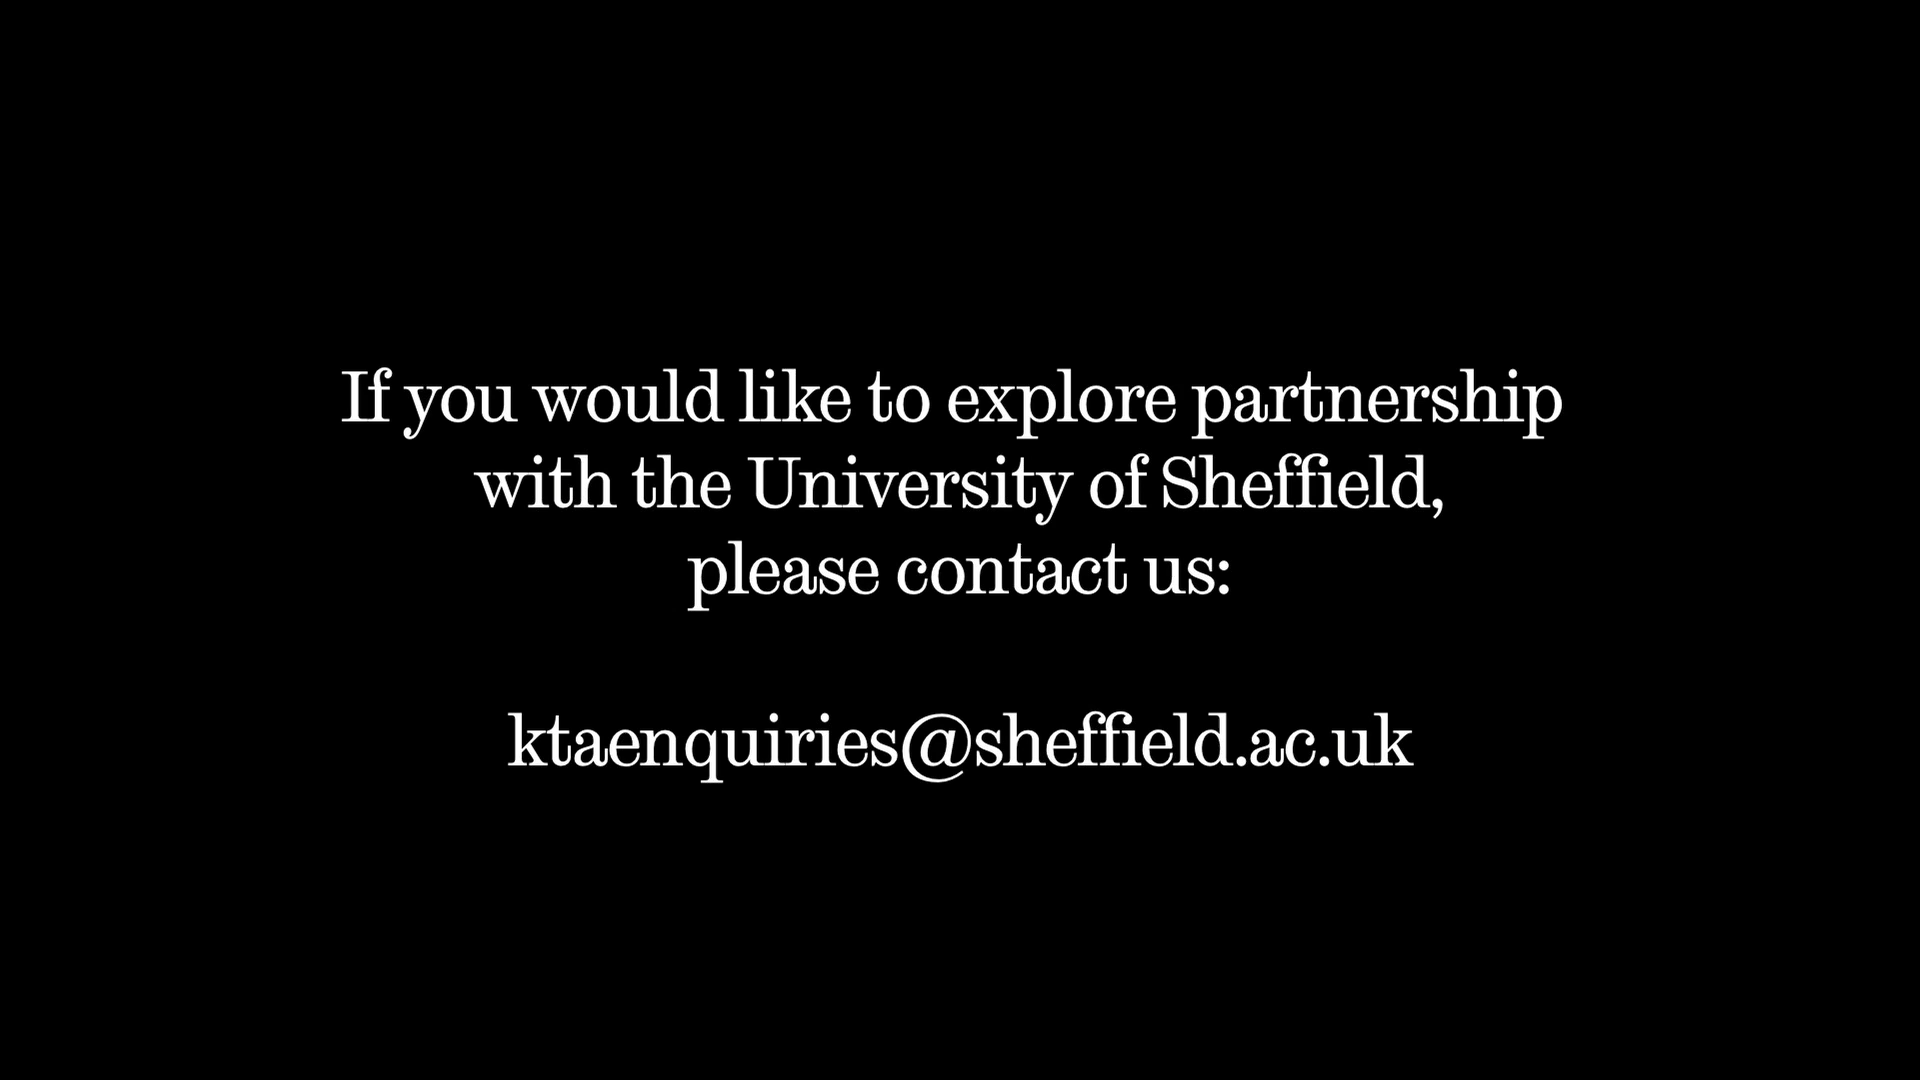 If you would like to explore partnership
with the University of Sheffield,
please contact us:
ktaenquiries@sheffield.ac.uk